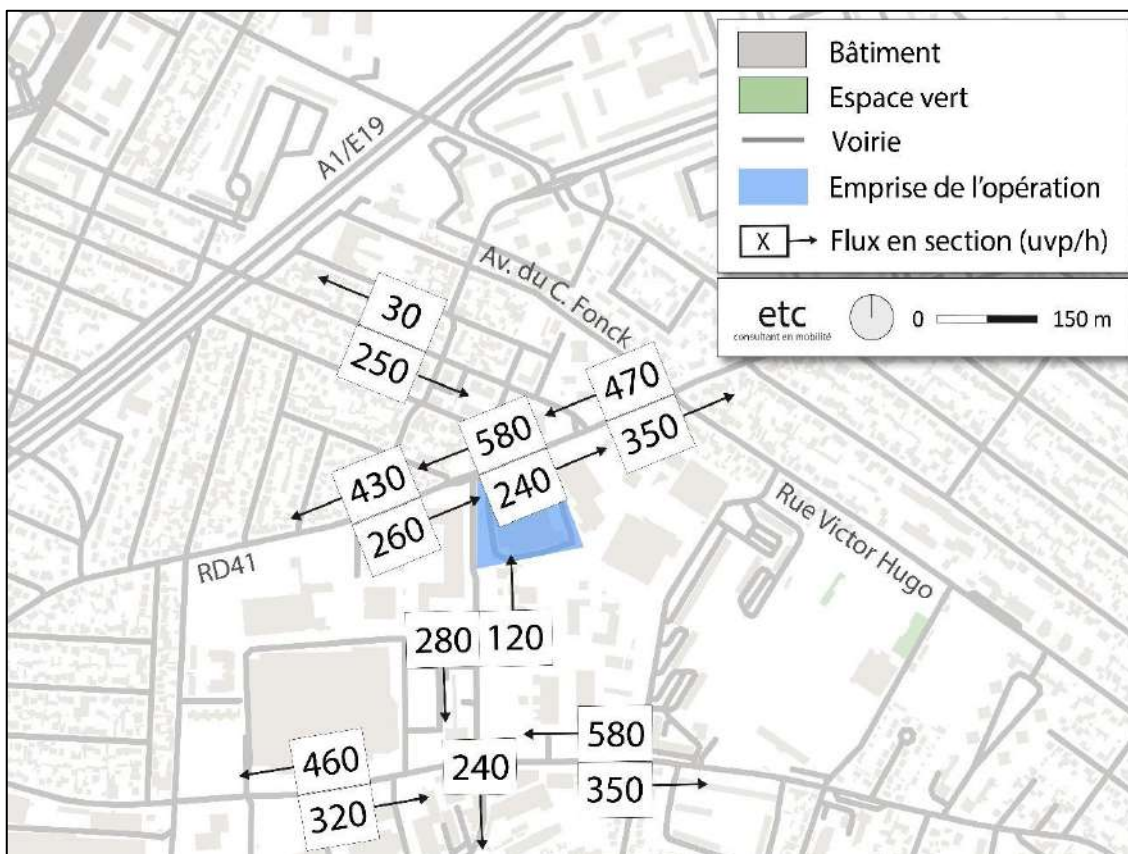 Bâtiment
Espace vert
Voirie
Emprise de l'opération
X Flux en section (uvp/h)
etc
consultant en mobilité
0 150 m
A1/E19
Av. du C. Fonck
30
250
470
350
580
240
430
260
RD41
Rue Victor Hugo
280 120
580
350
460
320
240